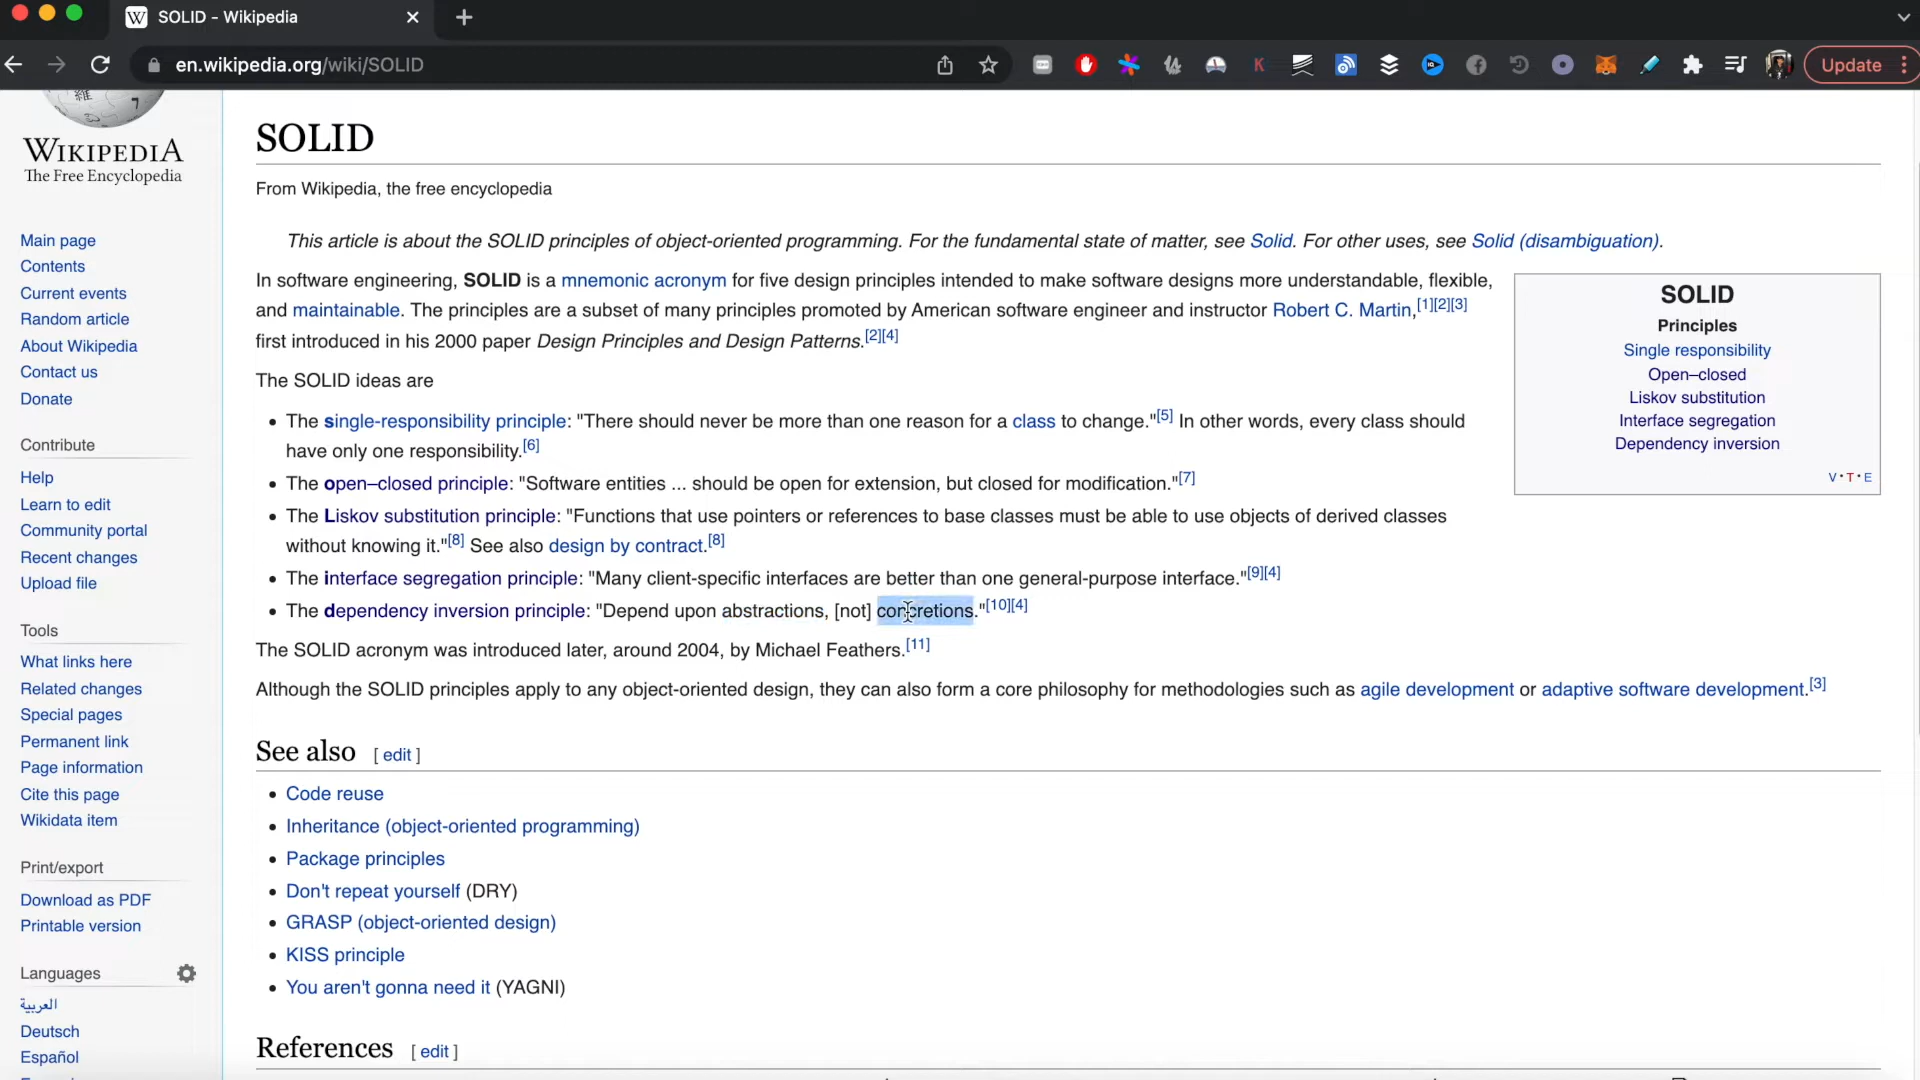 SOLID - Wikipedia
en.wikipedia.org/wiki/SOLID
Update
WIKIPEDIA
The Free Encyclopedia
Main page
Contents
Current events
Random article
About Wikipedia
Contact us
Donate
Contribute
Help
Learn to edit
Community portal
Recent changes
Upload file
Tools
What links here
Related changes
Special pages
Permanent link
Page information
Cite this page
Wikidata item
Print/export
Download as PDF
Printable version
Languages
العربية
Deutsch
Español
SOLID
From Wikipedia, the free encyclopedia
This article is about the SOLID principles of object-oriented programming. For the fundamental state of matter, see Solid. For other uses, see Solid (disambiguation).
In software engineering, SOLID is a mnemonic acronym for five design principles intended to make software designs more understandable, flexible,
and maintainable. The principles are a subset of many principles promoted by American software engineer and instructor Robert C. Martin,[1][2][3]
first introduced in his 2000 paper Design Principles and Design Patterns.[2][4]
The SOLID ideas are
• The single-responsibility principle: "There should never be more than one reason for a class to change."[5] In other words, every class should
have only one responsibility.[6]
• The open–closed principle: "Software entities ... should be open for extension, but closed for modification."[7]
• The Liskov substitution principle: "Functions that use pointers or references to base classes must be able to use objects of derived classes
without knowing it."[8] See also design by contract.[8]
• The interface segregation principle: "Many client-specific interfaces are better than one general-purpose interface."[9][4]
• The dependency inversion principle: "Depend upon abstractions, [not] concretions."[10][4]
The SOLID acronym was introduced later, around 2004, by Michael Feathers.[11]
Although the SOLID principles apply to any object-oriented design, they can also form a core philosophy for methodologies such as agile development or adaptive software development.[3]
SOLID
Principles
Single responsibility
Open–closed
Liskov substitution
Interface segregation
Dependency inversion
V · T · E
See also [ edit ]
• Code reuse
• Inheritance (object-oriented programming)
• Package principles
• Don't repeat yourself (DRY)
• GRASP (object-oriented design)
• KISS principle
• You aren't gonna need it (YAGNI)
References [ edit ]